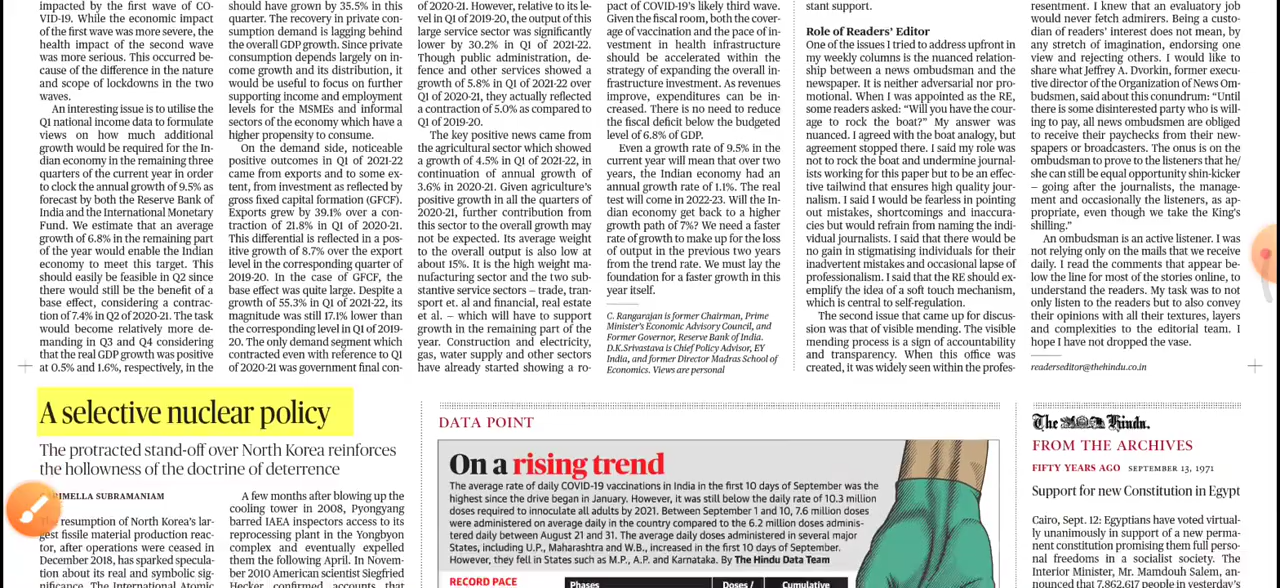 impacted by the first wave of CO-
VID-19. While the economic impact
of the first wave was more severe, the
health impact of the second wave
was more serious. This occurred be-
cause of the difference in the nature
and scope of lockdowns in the two
waves.
An interesting issue is to utilise the
Q1 national income data to formulate
views on how much additional
growth would be required for the In-
dian economy in the remaining three
quarters of the current year in order
to clock the annual growth of 9.5% as
forecast by both the Reserve Bank of
India and the International Monetary
Fund. We estimate that an average
growth of 6.8% in the remaining part
of the year would enable the Indian
economy to meet this target. This
should easily be feasible in Q2 since
there would still be the benefit of a
base effect, considering a contrac-
tion of 7.4% in Q2 of 2020-21. The task
would become relatively more de-
manding in Q3 and Q4 considering
that the real GDP growth was positive
at 0.5% and 1.6%, respectively, in the
should have grown by 35.5% in this
quarter. The recovery in private con-
sumption demand is lagging behind
the overall GDP growth. Since private
consumption depends largely on in-
come growth and its distribution, it
would be useful to focus on further
supporting income and employment
levels for the MSMEs and informal
sectors of the economy which have a
higher propensity to consume.
On the demand side, noticeable
positive outcomes in Q1 of 2021-22
came from exports and to some ex-
tent, from investment as reflected by
gross fixed capital formation (GFCF).
Exports grew by 39.1% over a con-
traction of 21.8% in Q1 of 2020-21.
This differential is reflected in a pos-
itive growth of 8.7% over the export
level in the corresponding quarter of
2019-20. In the case of GFCF, the
base effect was quite large. Despite a
growth of 55.3% in Q1 of 2021-22, its
magnitude was still 17.1% lower than
the corresponding level in Q1 of 2019-
20. The only demand segment which
contracted even with reference to Q1
of 2020-21 was government final con-
of 2020-21. However, relative to its le-
vel in Q1 of 2019-20, the output of this
large service sector was significantly
lower by 30.2% in Q1 of 2021-22.
Though public administration, de-
fence and other services showed a
growth of 5.8% in Q1 of 2021-22 over
Q1 of 2020-21, they actually reflected
a contraction of 5.0% as compared to
Q1 of 2019-20.
The key positive news came from
the agricultural sector which showed
a growth of 4.5% in Q1 of 2021-22, in
continuation of annual growth of
3.6% in 2020-21. Given agriculture's
positive growth in all the quarters of
2020-21, further contribution from
this sector to the overall growth may
not be expected. Its average weight
to the overall output is also low at
about 15%. It is the high weight ma-
nufacturing sector and the two sub-
stantive service sectors – trade, tran-
sport et. al and financial, real estate
et al. – which will have to support
growth in the remaining part of the
year. Construction and electricity,
gas, water supply and other sectors
have already started showing a ro-
pact of COVID-19's likely third wave.
Given the fiscal room, both the cover-
age of vaccination and the pace of in-
vestment in health infrastructure
should be accelerated within the
strategy of expanding the overall in-
frastructure investment. As revenues
improve, expenditures can be in-
creased. There is no need to reduce
the fiscal deficit below the budgeted
level of 6.8% of GDP.
Even a growth rate of 9.5% in the
current year will mean that over two
years, the Indian economy had an
annual growth rate of 1.1%. The real
test will come in 2022-23. Will the In-
dian economy get back to a higher
growth path of 7%? We need a faster
rate of growth to make up for the loss
of output in the previous two years
from the trend rate. We must lay the
foundation for a faster growth in this
year itself.
C. Rangarajan is former Chairman, Prime
Minister's Economic Advisory Council, and
Former Governor, Reserve Bank of India.
D.K.Srivastava is Chief Policy Advisor, EY
India, and former Director Madras School of
Economics. Views are personal
stant support.
Role of Readers' Editor
One of the issues I tried to address upfront in
my weekly columns is the nuanced relation-
ship between a news ombudsman and the
newspaper. It is neither adversarial nor pro-
motional. When I was appointed as the RE,
some readers asked: "Will you have the cour-
age to rock the boat?" My answer was
nuanced. I agreed with the boat analogy, but
agreement stopped there. I said my role was
not to rock the boat and undermine journal-
ists working for this paper but to be an effec-
tive tailwind that ensures high quality jour-
nalism. I said I would be fearless in pointing
out mistakes, shortcomings and inaccura-
cies but would refrain from naming the indi-
vidual journalists. I said that there would be
no gain in stigmatising individuals for their
inadvertent mistakes and occasional lapse of
professionalism. I said that the RE should ex-
emplify the idea of a soft touch mechanism,
which is central to self-regulation.
The second issue that came up for discus-
sion was that of visible mending. The visible
mending process is a sign of accountability
and transparency. When this office was
created, it was widely seen within the profes-
resentment. I knew that an evaluatory job
would never fetch admirers. Being a custo-
dian of readers' interest does not mean, by
any stretch of imagination, endorsing one
view and rejecting others. I would like to
share what Jeffrey A. Dvorkin, former execu-
tive director of the Organization of News Om-
budsmen, said about this conundrum: "Until
there is some disinterested party who is will-
ing to pay, all news ombudsmen are obliged
to receive their paychecks from their new-
spapers or broadcasters. The onus is on the
ombudsman to prove to the listeners that he/
she can still be equal opportunity shin-kicker
– going after the journalists, the manage-
ment and occasionally the listeners, as ap-
propriate, even though we take the King's
shilling."
An ombudsman is an active listener. I was
not relying only on the mails that we receive
daily. I read the comments that appear be-
low the line for most of the stories online, to
understand the readers. My task was to not
only listen to the readers but to also convey
their opinions with all their textures, layers
and complexities to the editorial team. I
hope I have not dropped the vase.
readerseditor@thehindu.co.in
A selective nuclear policy
The protracted stand-off over North Korea reinforces
the hollowness of the doctrine of deterrence
SUBRAMANIAM
resumption of North Korea's lar-
gest fissile material production reac-
tor, after operations were ceased in
December 2018, has sparked specula-
tion about its real and symbolic sig-
nificance. The International Atomic
A few months after blowing up the
cooling tower in 2008, Pyongyang
barred IAEA inspectors access to its
reprocessing plant in the Yongbyon
complex and eventually expelled
them the following April. In Novem-
ber 2010 American scientist Siegfried
Hecker confirmed accounts that
DATA POINT
On a rising trend
The average rate of daily COVID-19 vaccinations in India in the first 10 days of September was the
highest since the drive began in January. However, it was still below the daily rate of 10.3 million
doses required to innoculate all adults by 2021. Between September 1 and 10, 7.6 million doses
were administered on average daily in the country compared to the 6.2 million doses adminis-
tered daily between August 21 and 31. The average daily doses administered in several major
States, including U.P., Maharashtra and W.B., increased in the first 10 days of September.
However, they fell in States such as M.P., A.P. and Karnataka. By The Hindu Data Team
RECORD PACE
Phases
Doses /
Cumulative
The Hindu.
FROM THE ARCHIVES
FIFTY YEARS AGO SEPTEMBER 13, 1971
Support for new Constitution in Egypt
Cairo, Sept. 12: Egyptians have voted virtual-
ly unanimously in support of a new perma-
nent constitution promising them full perso-
nal freedoms in a socialist society. The
Interior Minister, Mr. Mamdouh Salem, an-
nounced that 7,862,617 people in yesterday's